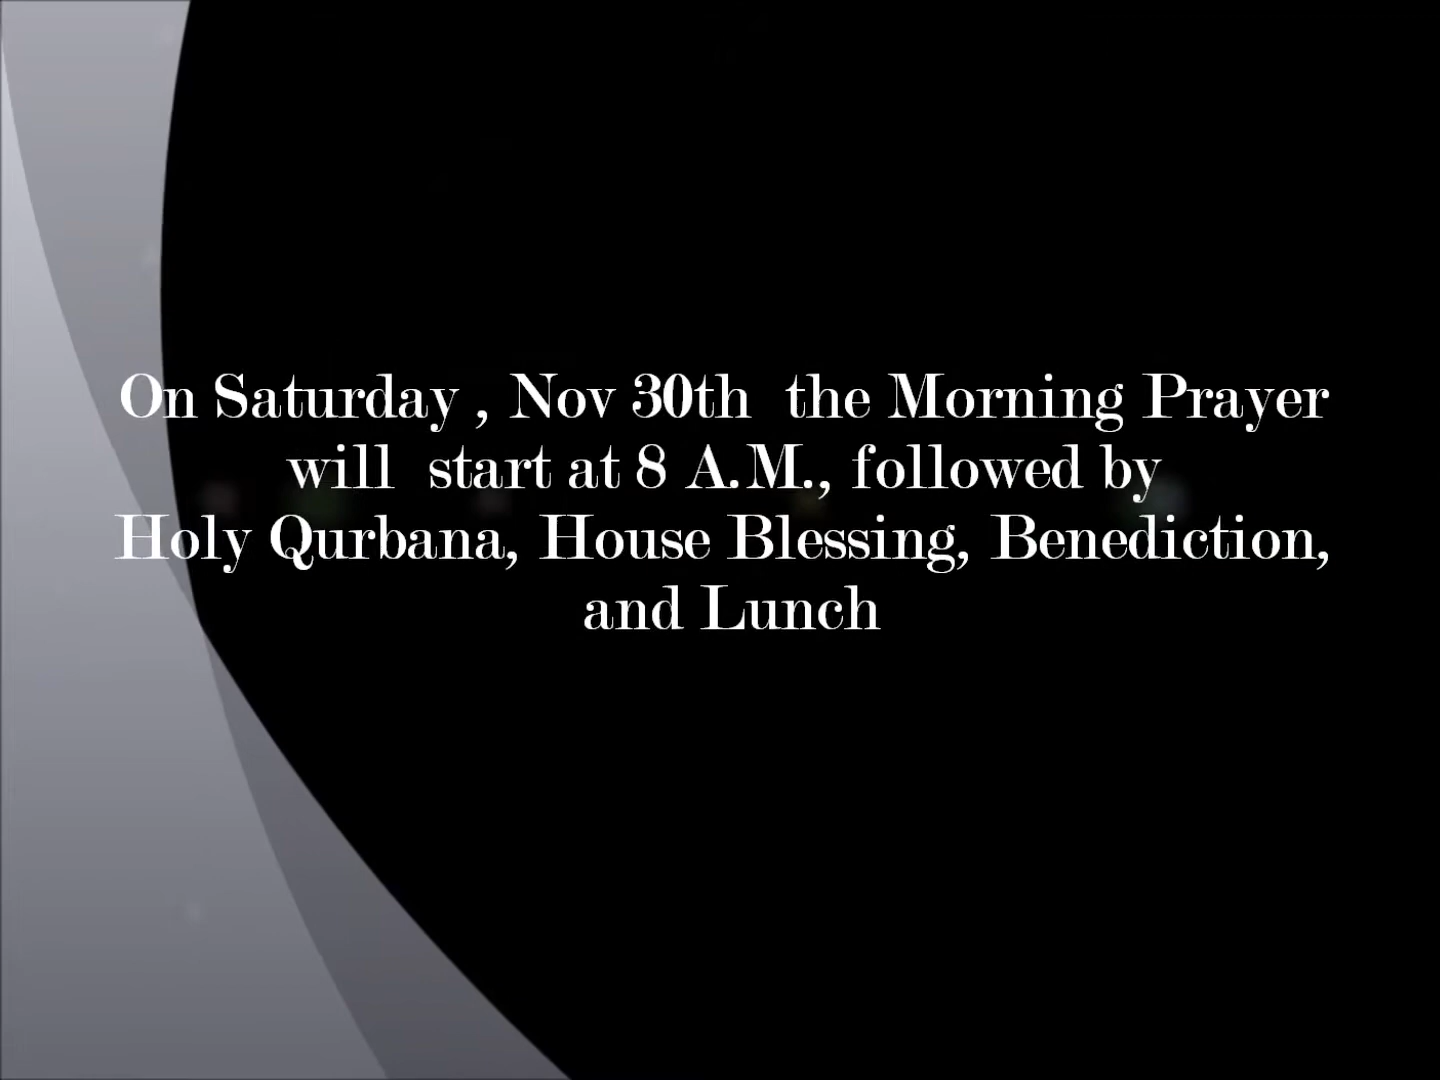 On Saturday , Nov 30th  the Morning Prayer
will  start at 8 A.M., followed by
Holy Qurbana, House Blessing, Benediction,
and Lunch